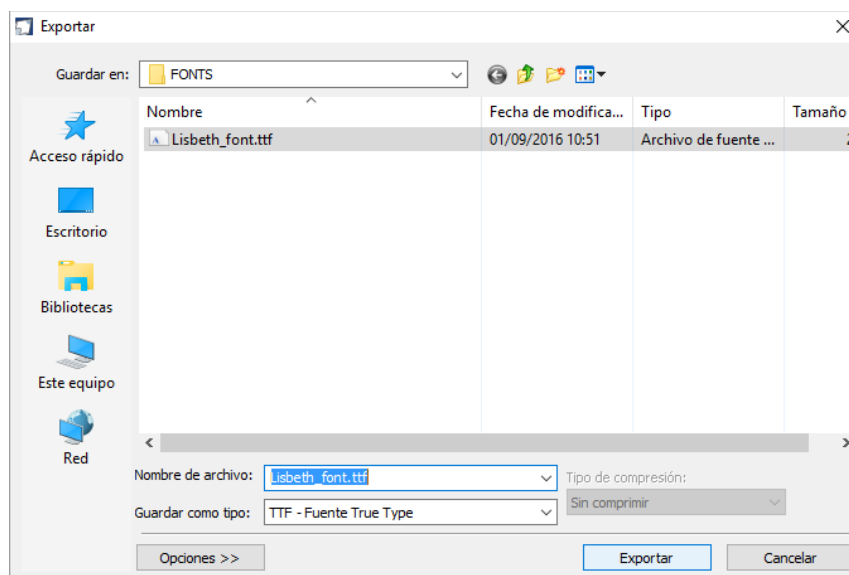 Exportar
Guardar en: FONTS
Nombre Fecha de modifica... Tipo Tamaño
Lisbeth_font.ttf 01/09/2016 10:51 Archivo de fuente ...
Acceso rápido
Escritorio
Bibliotecas
Este equipo
Red
Nombre de archivo: Lisbeth_font.ttf Tipo de compresión:
Guardar como tipo: TTF - Fuente True Type Sin comprimir
Opciones >> Exportar Cancelar